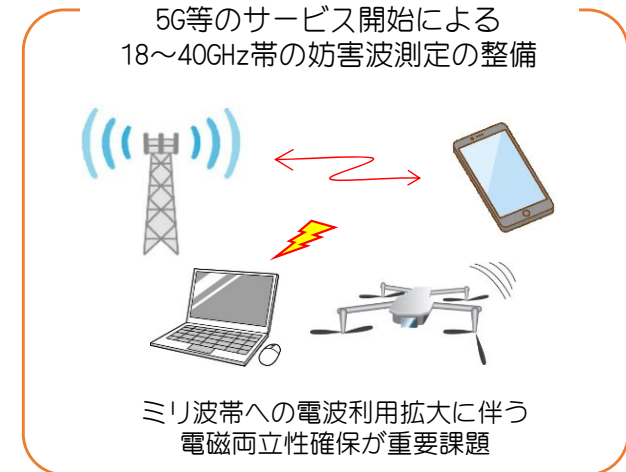 5G等のサービス開始による
18～40GHz帯の妨害波測定の整備
ミリ波帯への電波利用拡大に伴う
電磁両立性確保が重要課題